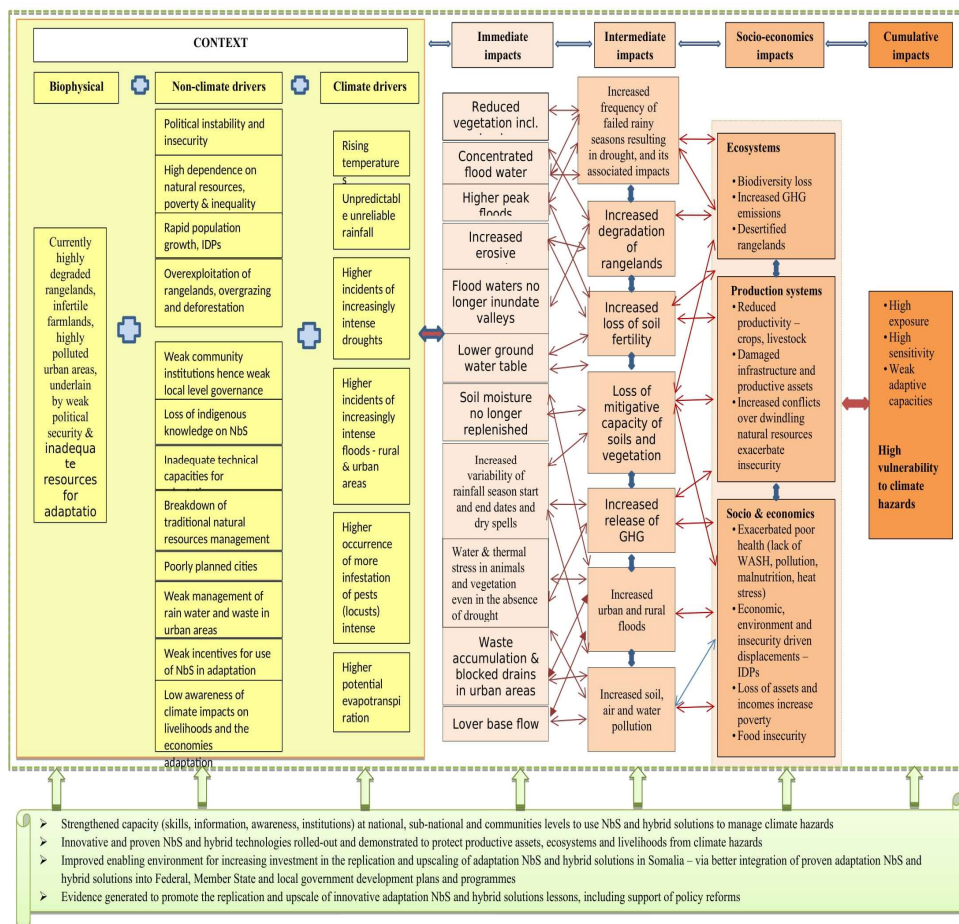 CONTEXT
Biophysical
Non-climate drivers
Climate drivers
Currently
highly
degraded
rangelands,
infertile
farmlands,
highly
polluted
urban areas,
underlain
by weak
political
security &
inadequa
te
resources
for
adaptatio
Political instability and
insecurity
High dependence on
natural resources,
poverty & inequality
Rapid population
growth, IDPs
Overexploitation of
rangelands, overgrazing
and deforestation
Weak community
institutions hence weak
local level governance
Loss of indigenous
knowledge on NbS
Inadequate technical
capacities for
Breakdown of
traditional natural
resources management
Poorly planned cities
Weak management of
rain water and waste in
urban areas
Weak incentives for use
of NbS in adaptation
Low awareness of
climate impacts on
livelihoods and the
economies
adaptation
Rising
temperature
s
Unpredictabl
e unreliable
rainfall
Higher
incidents of
increasingly
intense
droughts
Higher
incidents of
increasingly
intense
floods - rural
& urban
areas
Higher
occurrence
of more
infestation
of pests
(locusts)
intense
Higher
potential
evapotranspi
ration
Immediate
impacts
Reduced
vegetation incl.
Concentrated
flood water
Higher peak
floods
Increased
erosive
Flood waters no
longer inundate
valleys
Lower ground
water table
Soil moisture
no longer
replenished
Increased
variability of
rainfall season start
and end dates and
dry spells
Water & thermal
stress in animals
and vegetation
even in the absence
of drought
Waste
accumulation &
blocked drains
in urban areas
Lover base flow
Intermediate
impacts
Increased
frequency of
failed rainy
seasons resulting
in drought, and its
associated impacts
Increased
degradation
of
rangelands
Increased
loss of soil
fertility
Loss of
mitigative
capacity of
soils and
vegetation
Increased
release of
GHG
Increased
urban and rural
floods
Increased soil,
air and water
pollution
Socio-economics
impacts
Ecosystems
• Biodiversity loss
• Increased GHG
emissions
• Desertified
rangelands
Production systems
• Reduced
productivity –
crops, livestock
• Damaged
infrastructure and
productive assets
• Increased conflicts
over dwindling
natural resources
exacerbate
insecurity
Socio & economics
• Exacerbated poor
health (lack of
WASH, pollution,
malnutrition, heat
stress)
• Economic,
environment and
insecurity driven
displacements –
IDPs
• Loss of assets and
incomes increase
poverty
• Food insecurity
Cumulative
impacts
• High
exposure
• High
sensitivity
• Weak
adaptive
capacities
High
vulnerability
to climate
hazards
➢ Strengthened capacity (skills, information, awareness, institutions) at national, sub-national and communities levels to use NbS and hybrid solutions to manage climate hazards
➢ Innovative and proven NbS and hybrid technologies rolled-out and demonstrated to protect productive assets, ecosystems and livelihoods from climate hazards
➢ Improved enabling environment for increasing investment in the replication and upscaling of adaptation NbS and hybrid solutions in Somalia – via better integration of proven adaptation NbS and
hybrid solutions into Federal, Member State and local government development plans and programmes
➢ Evidence generated to promote the replication and upscale of innovative adaptation NbS and hybrid solutions lessons, including support of policy reforms